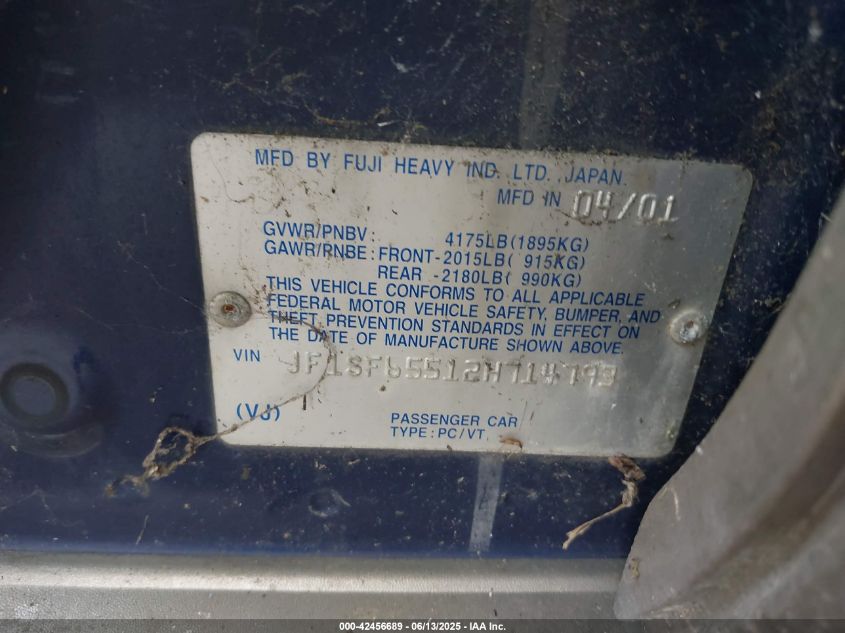 MFD BY FUJI HEAVY IND. LTD. JAPAN.
MFD IN 04/01
GVWR/PNBV: 4175LB(1895KG)
GAWR/PNBE: FRONT-2015LB( 915KG)
REAR -2180LB( 990KG)
THIS VEHICLE CONFORMS TO ALL APPLICABLE
FEDERAL MOTOR VEHICLE SAFETY, BUMPER, AND
THEFT PREVENTION STANDARDS IN EFFECT ON
THE DATE OF MANUFACTURE SHOWN ABOVE.
VIN JF1SF65512H714793
(VJ) PASSENGER CAR
TYPE: PC/VT
000-42456689 - 06/13/2025 - IAA Inc.